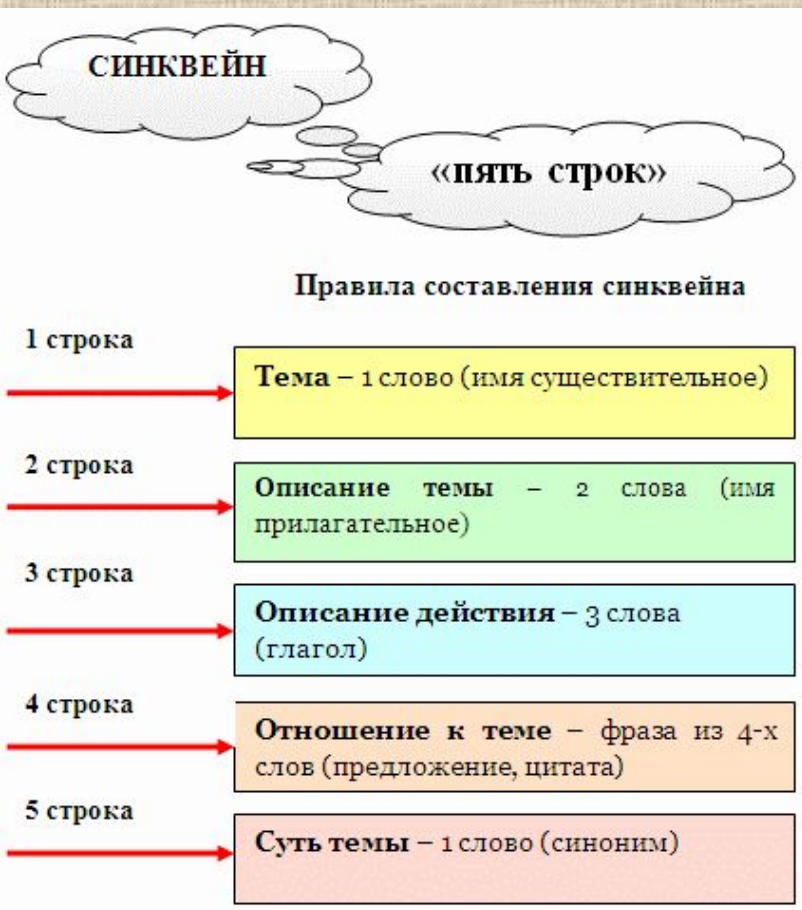 СИНКВЕЙН
«пять строк»
Правила составления синквейна
1 строка
Тема – 1 слово (имя существительное)
2 строка
Описание темы – 2 слова (имя
прилагательное)
3 строка
Описание действия – 3 слова
(глагол)
4 строка
Отношение к теме – фраза из 4-х
слов (предложение, цитата)
5 строка
Суть темы – 1 слово (синоним)